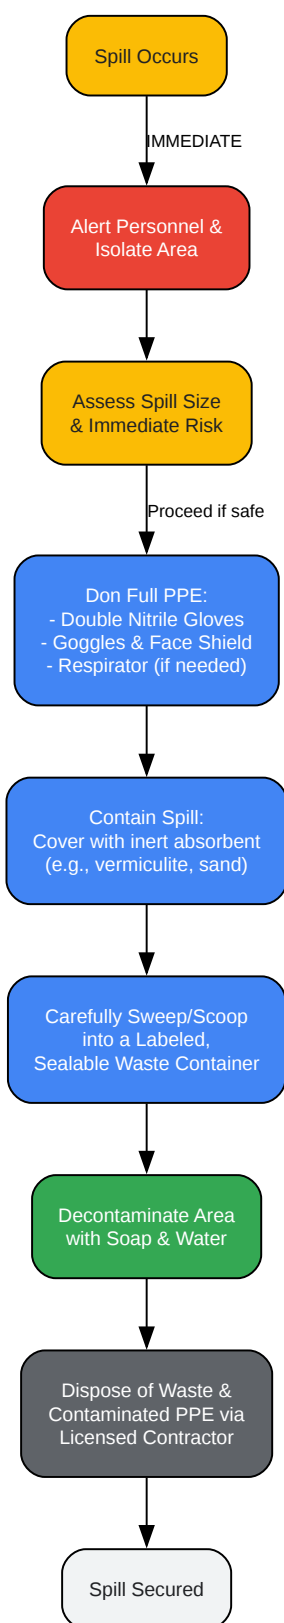 Spill Occurs
IMMEDIATE
Alert Personnel &
Isolate Area
Assess Spill Size
& Immediate Risk
Proceed if safe
Don Full PPE:
- Double Nitrile Gloves
- Goggles & Face Shield
- Respirator (if needed)
Contain Spill:
Cover with inert absorbent
(e.g., vermiculite, sand)
Carefully Sweep/Scoop
into a Labeled,
Sealable Waste Container
Decontaminate Area
with Soap & Water
Dispose of Waste &
Contaminated PPE via
Licensed Contractor
Spill Secured